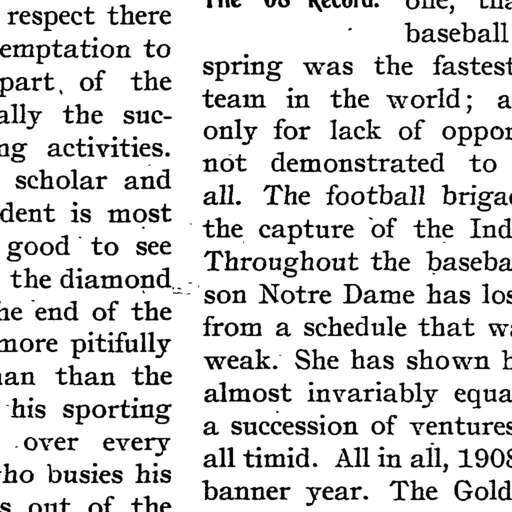 respect there
emptation to
part of the
ally the suc-
ng activities.
scholar and
dent is most
good to see
the diamond
he end of the
more pitifully
an than the
his sporting
over every
ho busies his
s out of the
The '08 Record. one, tha
baseball
spring was the fastest
team in the world; a
only for lack of oppor
not demonstrated to
all. The football brigad
the capture of the Ind
Throughout the baseba
son Notre Dame has los
from a schedule that wa
weak. She has shown h
almost invariably equa
a succession of ventures
all timid. All in all, 1908
banner year. The Gold